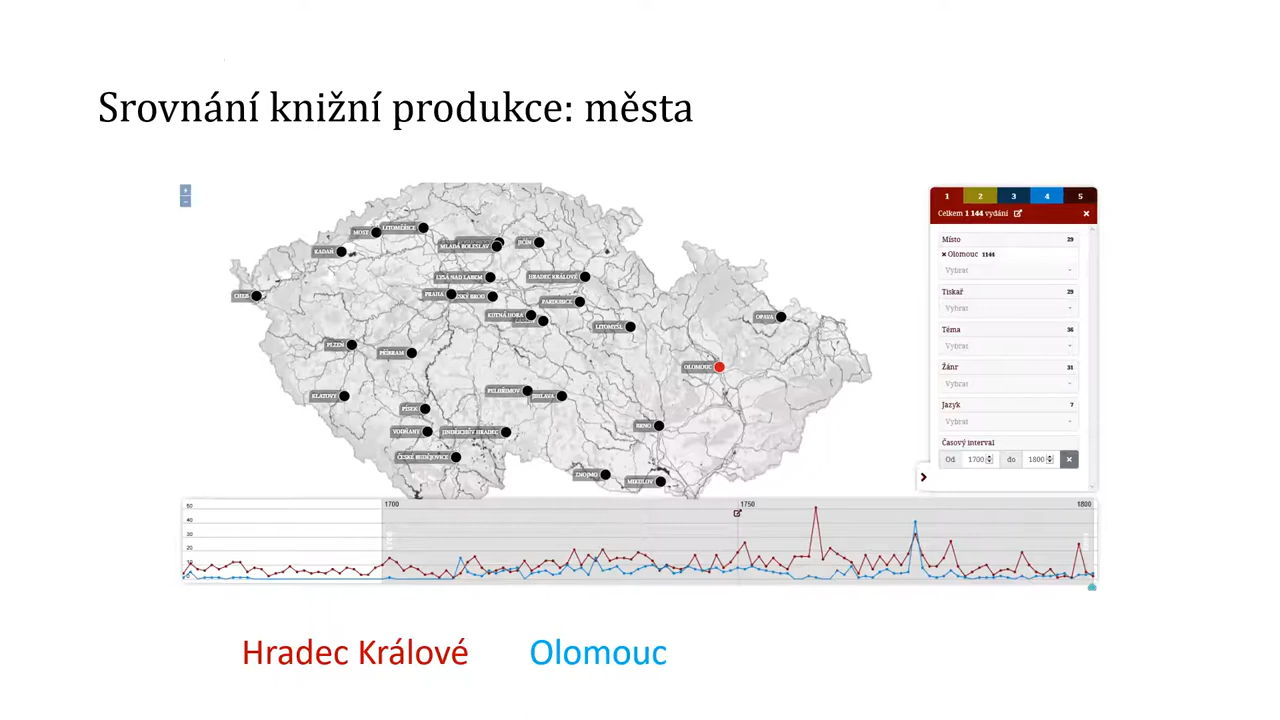 Srovnání knižní produkce: města
1 2 3 4 5
Celkem 1 144 vydání
Místo 29
× Olomouc 1144
Vybrat
Tiskař 29
Vybrat
Téma 36
Vybrat
Žánr 31
Vybrat
Jazyk 7
Vybrat
Časový interval
Od 1700 do 1800 ×
MOST
LITOMĚŘICE
KADAŇ
MLADÁ BOLESLAV
JIČÍN
LYSÁ NAD LABEM
HRADEC KRÁLOVÉ
CHEB
PRAHA
SKÝ BROD
PARDUBICE
KUTNÁ HORA
LITOMYŠL
OPAVA
PLZEŇ
PŘÍBRAM
OLOMOUC
KLATOVY
PELHŘIMOV
JIHLAVA
PÍSEK
VODŇANY
JINDŘICHŮV HRADEC
BRNO
ČESKÉ BUDĚJOVICE
ZNOJMO
MIKULOV
1700 1750 1800
50
40
30
20
10
0
Hradec Králové Olomouc